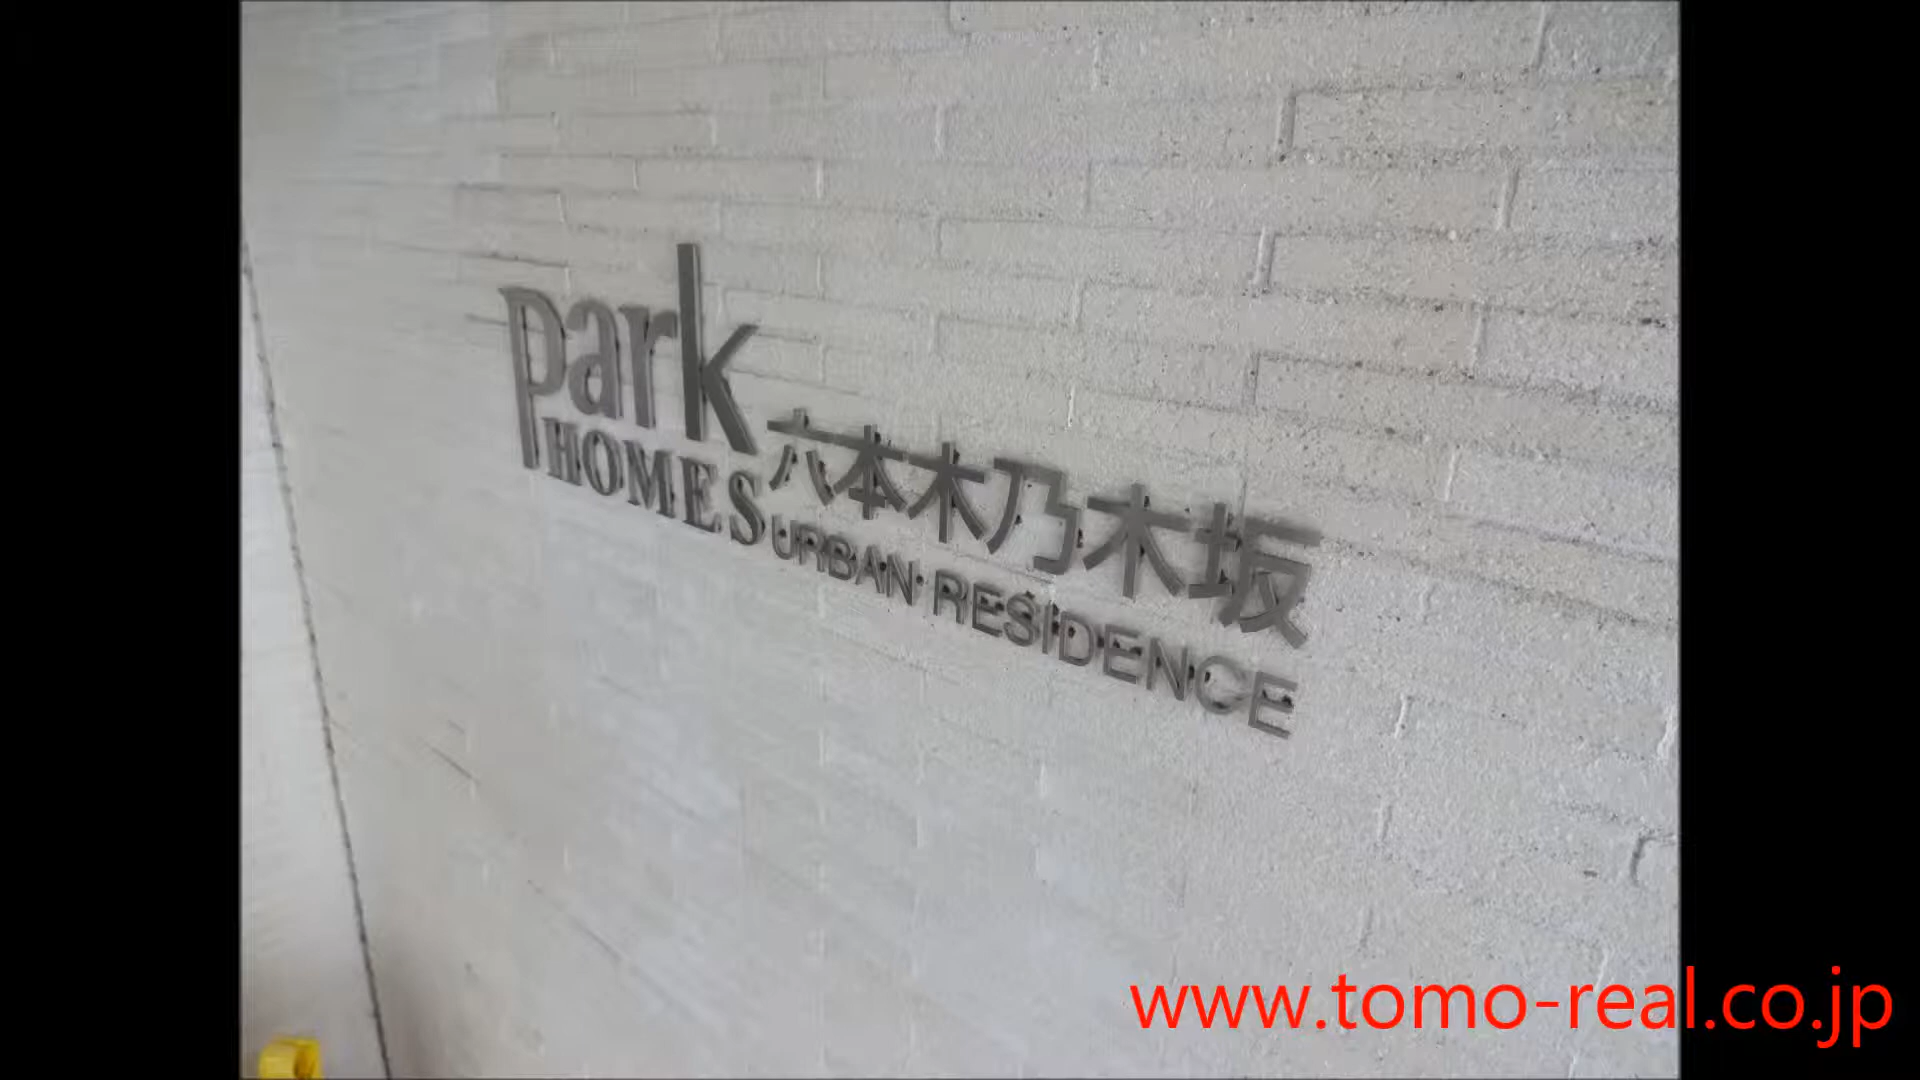 park
HOMES 六本木乃木坂
URBAN RESIDENCE
www.tomo-real.co.jp